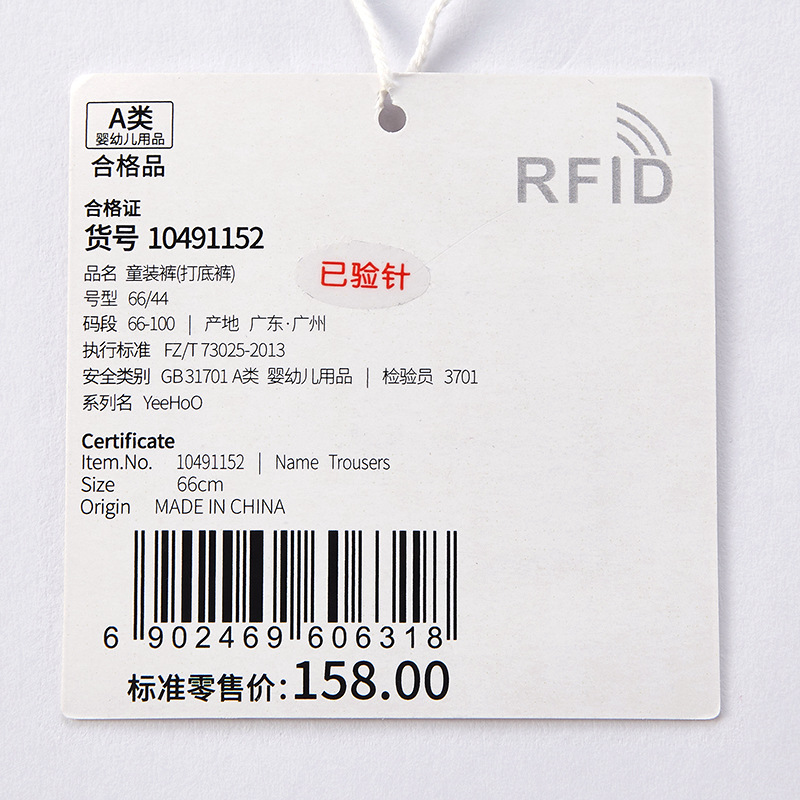 A类
婴幼儿用品
合格品
RFID
合格证
货号 10491152
已验针
品名 童装裤(打底裤)
号型 66/44
码段 66-100 | 产地 广东·广州
执行标准 FZ/T 73025-2013
安全类别 GB 31701 A类 婴幼儿用品 | 检验员 3701
系列名 YeeHoO
Certificate
Item.No. 10491152 | Name Trousers
Size 66cm
Origin MADE IN CHINA
6 902469 606318
标准零售价:158.00